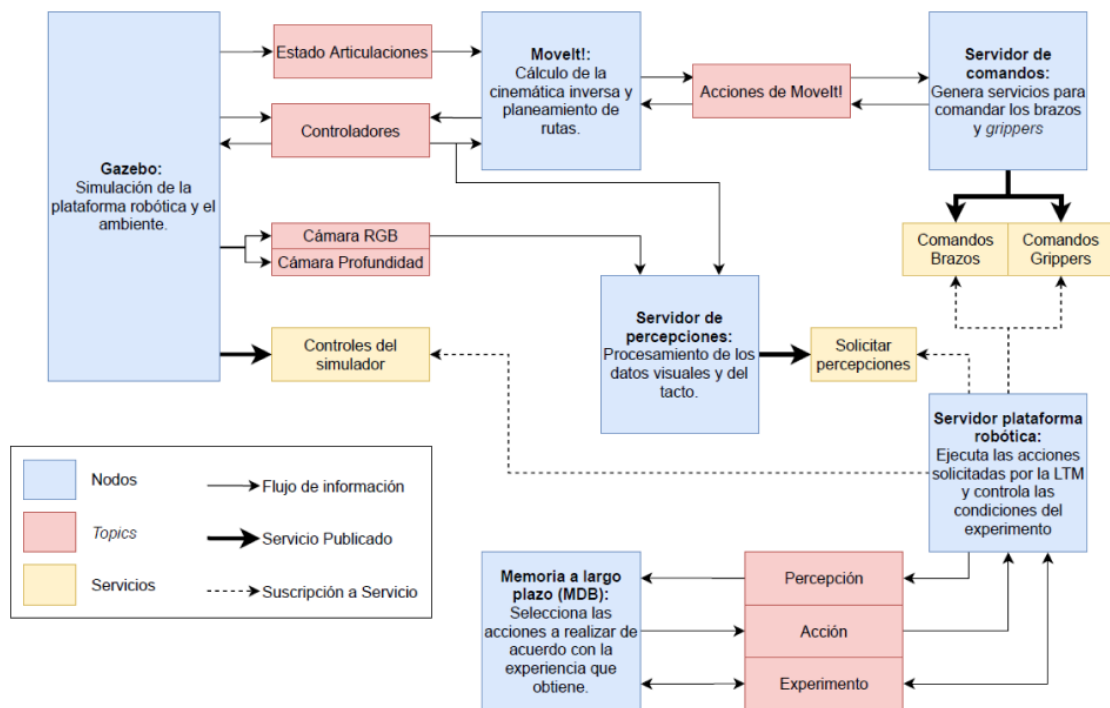 Gazebo:
Simulación de la
plataforma robótica y el
ambiente.
Estado Articulaciones
Controladores
Cámara RGB
Cámara Profundidad
Controles del
simulador
MoveIt!:
Cálculo de la
cinemática inversa y
planeamiento de
rutas.
Acciones de MoveIt!
Servidor de
comandos:
Genera servicios para
comandar los brazos
y grippers
Comandos
Brazos
Comandos
Grippers
Servidor de
percepciones:
Procesamiento de los
datos visuales y del
tacto.
Solicitar
percepciones
Servidor plataforma
robótica:
Ejecuta las acciones
solicitadas por la LTM
y controla las
condiciones del
experimento
Nodos
Topics
Servicios
Flujo de información
Servicio Publicado
Suscripción a Servicio
Memoria a largo
plazo (MDB):
Selecciona las
acciones a realizar de
acuerdo con la
experiencia que
obtiene.
Percepción
Acción
Experimento